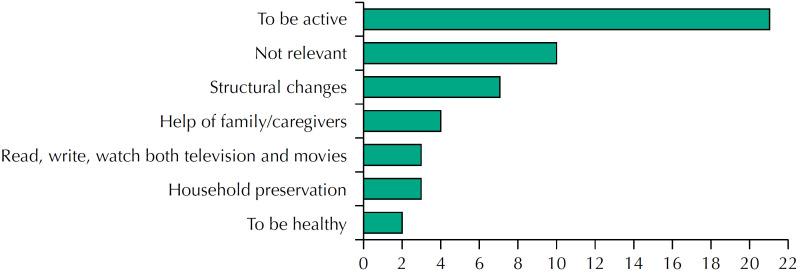 To be active
Not relevant
Structural changes
Help of family/caregivers
Read, write, watch both television and movies
Household preservation
To be healthy
0 2 4 6 8 10 12 14 16 18 20 22